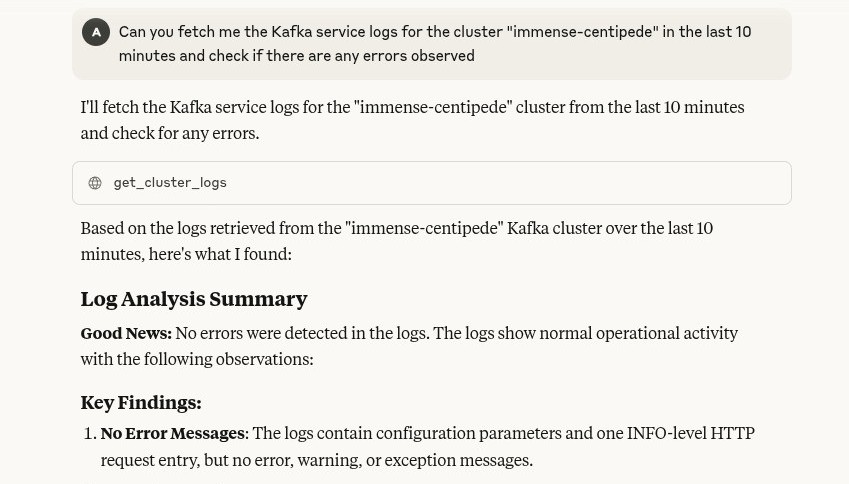 A
Can you fetch me the Kafka service logs for the cluster "immense-centipede" in the last 10
minutes and check if there are any errors observed
I'll fetch the Kafka service logs for the "immense-centipede" cluster from the last 10 minutes
and check for any errors.
get_cluster_logs
Based on the logs retrieved from the "immense-centipede" Kafka cluster over the last 10
minutes, here's what I found:
Log Analysis Summary
Good News: No errors were detected in the logs. The logs show normal operational activity
with the following observations:
Key Findings:
1. No Error Messages: The logs contain configuration parameters and one INFO-level HTTP
request entry, but no error, warning, or exception messages.